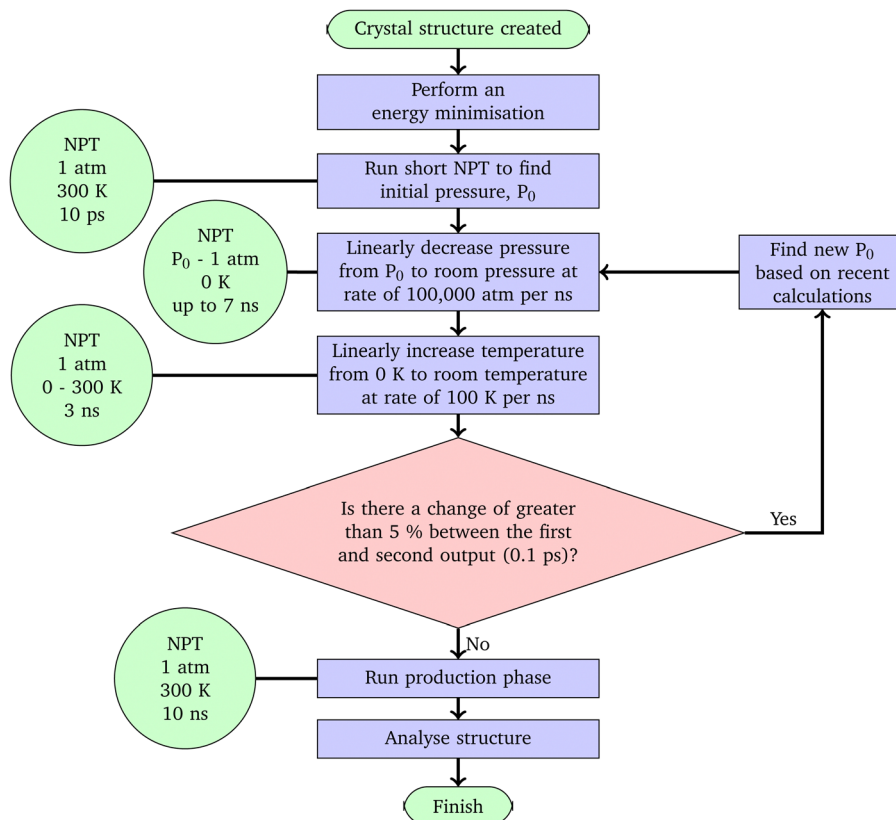 Crystal structure created
Perform an
energy minimisation
NPT
1 atm
300 K
10 ps
Run short NPT to find
initial pressure, P₀
NPT
P₀ - 1 atm
0 K
up to 7 ns
Linearly decrease pressure
from P₀ to room pressure at
rate of 100,000 atm per ns
Find new P₀
based on recent
calculations
NPT
1 atm
0 - 300 K
3 ns
Linearly increase temperature
from 0 K to room temperature
at rate of 100 K per ns
Is there a change of greater
than 5 % between the first
and second output (0.1 ps)?
Yes
No
NPT
1 atm
300 K
10 ns
Run production phase
Analyse structure
Finish